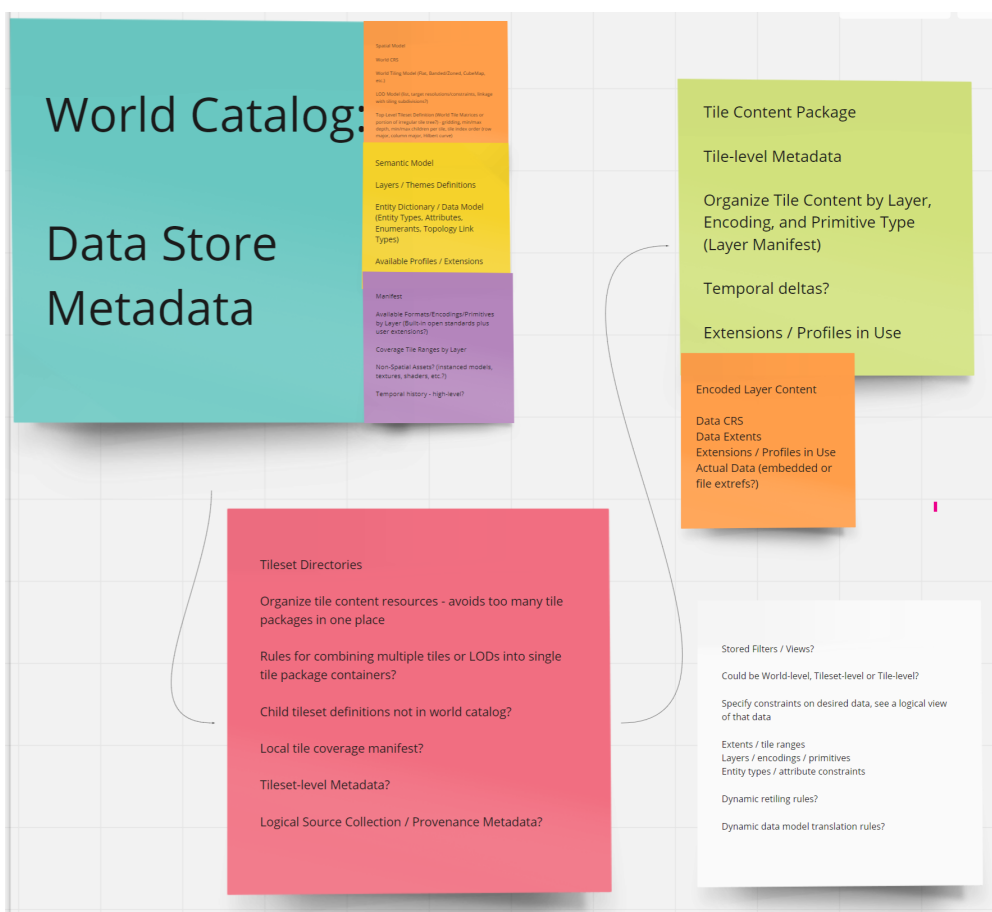 World Catalog:
Data Store
Metadata
Spatial Model
World CRS
World Tiling Model (Flat, Banded/Zoned, CubeMap,
etc.)
LOD Model (list, target resolutions/constraints, linkage
with tiling subdivisions?)
Top Level Tileset Definition (World Tile Matrices or
portion of irregular tile tree?) - gridding, min/max
depth, min/max children per tile, tile index order (row
major, column major, Hilbert curve)
Semantic Model
Layers / Themes Definitions
Entity Dictionary / Data Model
(Entity Types, Attributes,
Enumerants, Topology Link
Types)
Available Profiles / Extensions
Manifest
Available Formats/Encodings/Primitives
by Layer (Built-in open standards plus
user extensions?)
Coverage Tile Ranges by Layer
Non-Spatial Assets? (instanced models,
textures, shaders, etc.?)
Temporal history - high-level?
Tile Content Package
Tile-level Metadata
Organize Tile Content by Layer,
Encoding, and Primitive Type
(Layer Manifest)
Temporal deltas?
Extensions / Profiles in Use
Encoded Layer Content
Data CRS
Data Extents
Extensions / Profiles in Use
Actual Data (embedded or
file extrefs?)
Tileset Directories
Organize tile content resources - avoids too many tile
packages in one place
Rules for combining multiple tiles or LODs into single
tile package containers?
Child tileset definitions not in world catalog?
Local tile coverage manifest?
Tileset-level Metadata?
Logical Source Collection / Provenance Metadata?
Stored Filters / Views?
Could be World-level, Tileset-level or Tile-level?
Specify constraints on desired data, see a logical view
of that data
Extents / tile ranges
Layers / encodings / primitives
Entity types / attribute constraints
Dynamic retiling rules?
Dynamic data model translation rules?